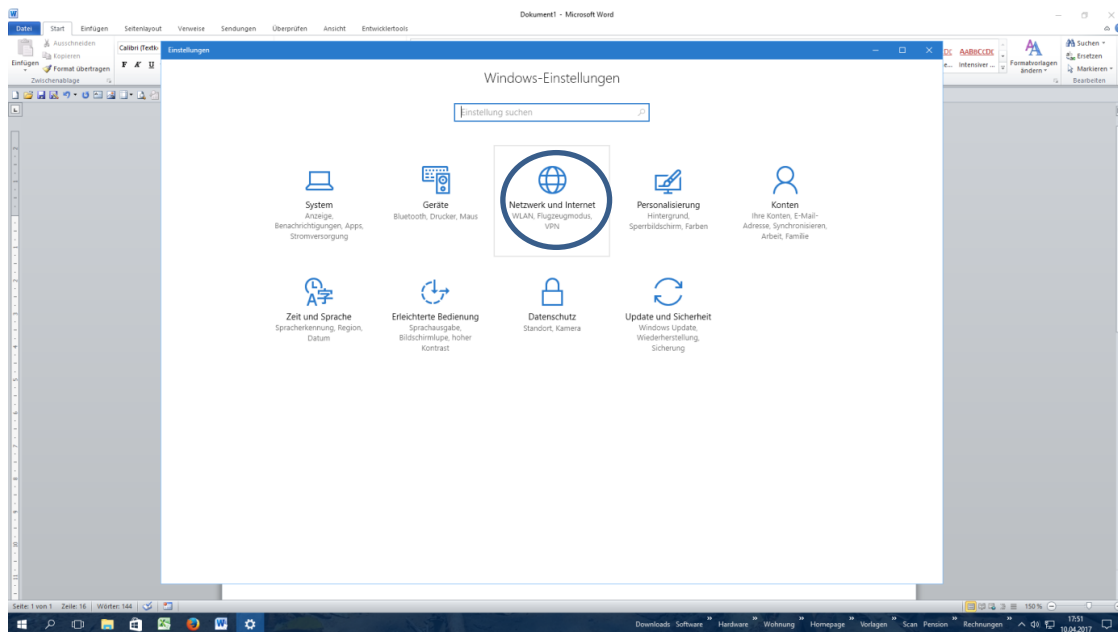 Dokument1 - Microsoft Word
Datei Start Einfügen Seitenlayout Verweise Sendungen Überprüfen Ansicht Entwicklertools
Ausschneiden
Kopieren
Format übertragen
Einfügen
Zwischenablage
Calibri (Textk
F K U
AABBCCDC
Intensiver ...
Formatvorlagen
ändern
Suchen
Ersetzen
Markieren
Bearbeiten
Einstellungen
Windows-Einstellungen
Einstellung suchen
System
Anzeige,
Benachrichtigungen, Apps,
Stromversorgung
Geräte
Bluetooth, Drucker, Maus
Netzwerk und Internet
WLAN, Flugzeugmodus,
VPN
Personalisierung
Hintergrund,
Sperrbildschirm, Farben
Konten
Ihre Konten, E-Mail-
Adresse, Synchronisieren,
Arbeit, Familie
Zeit und Sprache
Spracherkennung, Region,
Datum
Erleichterte Bedienung
Sprachausgabe,
Bildschirmlupe, hoher
Kontrast
Datenschutz
Standort, Kamera
Update und Sicherheit
Windows Update,
Wiederherstellung,
Sicherung
Seite: 1 von 1 Zeile: 16 Wörter: 144
150 %
Downloads Software » Hardware » Wohnung » Homepage » Vorlagen » Scan Pension » Rechnungen »
17:51
10.04.2017